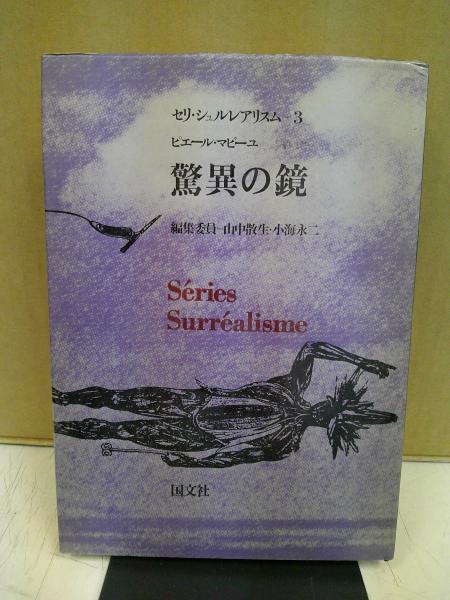 セリ・シュルレアリスム—3
ピエール・マビーユ
驚異の鏡
編集委員—山中散生・小海永二
Séries
Surréalisme
国文社